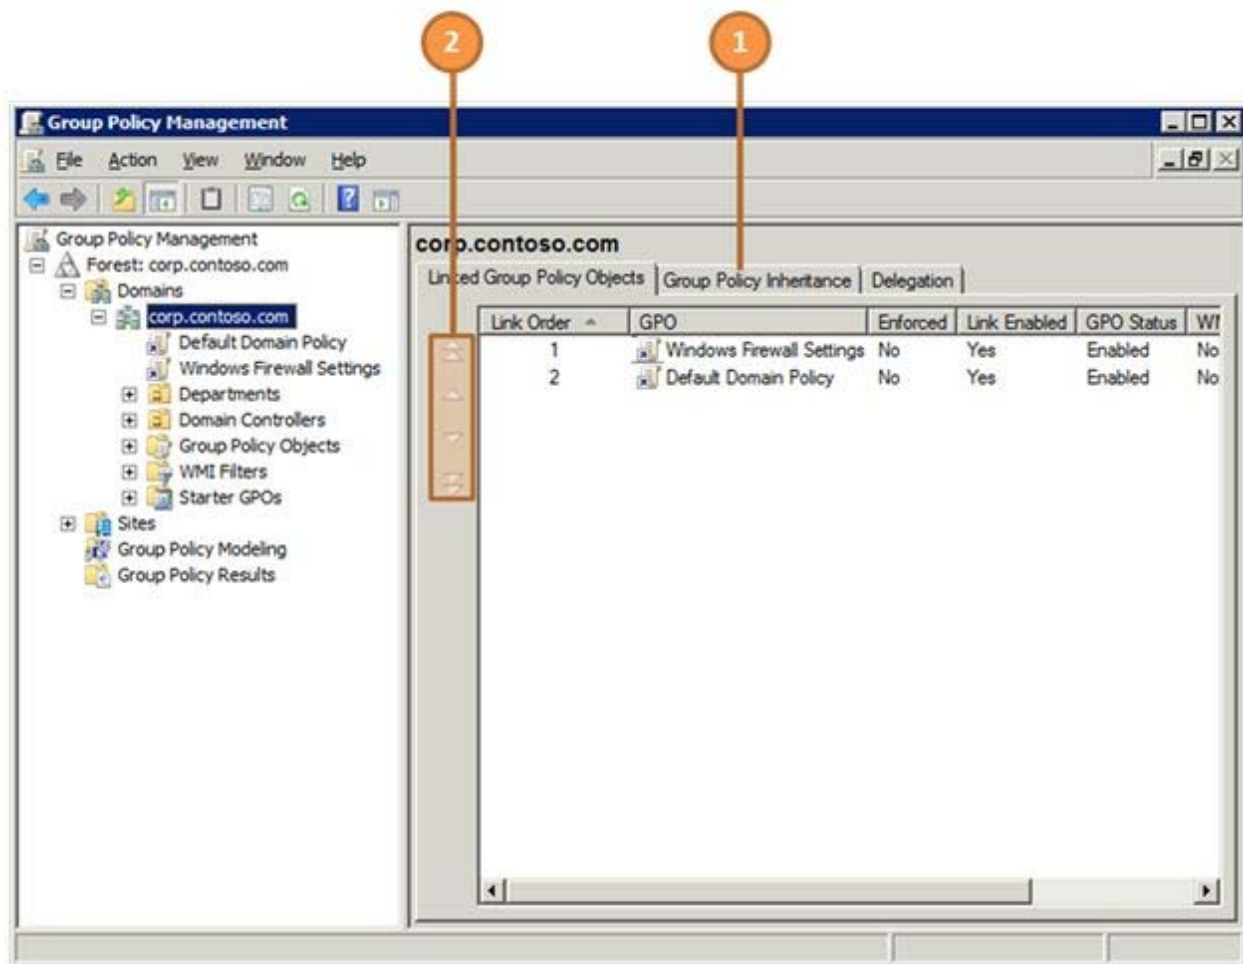 2
1
Group Policy Management
File Action View Window Help
Group Policy Management
Forest: corp.contoso.com
Domains
corp.contoso.com
Default Domain Policy
Windows Firewall Settings
Departments
Domain Controllers
Group Policy Objects
WMI Filters
Starter GPOs
Sites
Group Policy Modeling
Group Policy Results
corp.contoso.com
Linked Group Policy Objects Group Policy Inheritance Delegation
Link Order GPO Enforced Link Enabled GPO Status WI
1 Windows Firewall Settings No Yes Enabled No
2 Default Domain Policy No Yes Enabled No